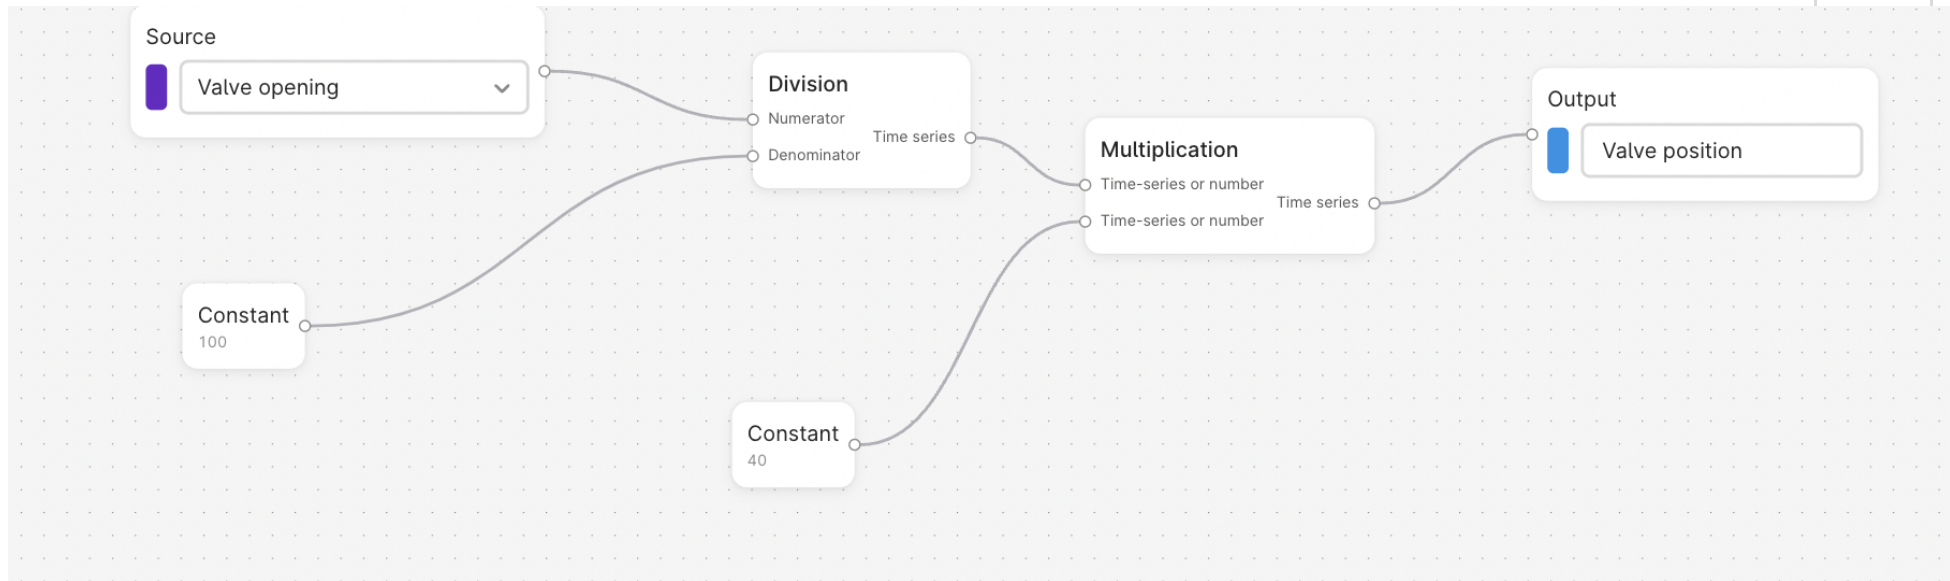 Source
Valve opening
Division
Numerator
Time series
Denominator
Constant
100
Multiplication
Time-series or number
Time series
Time-series or number
Constant
40
Output
Valve position